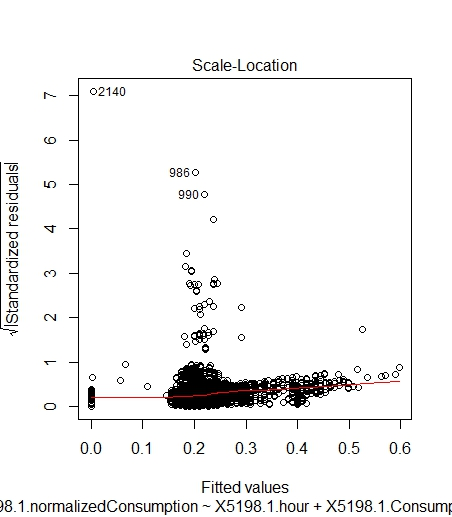 Scale-Location
7
6
5
4
3
2
1
0
2140
986
990
√|Standardized residuals|
0.0 0.1 0.2 0.3 0.4 0.5 0.6
Fitted values
98.1.normalizedConsumption ~ X5198.1.hour + X5198.1.Consump